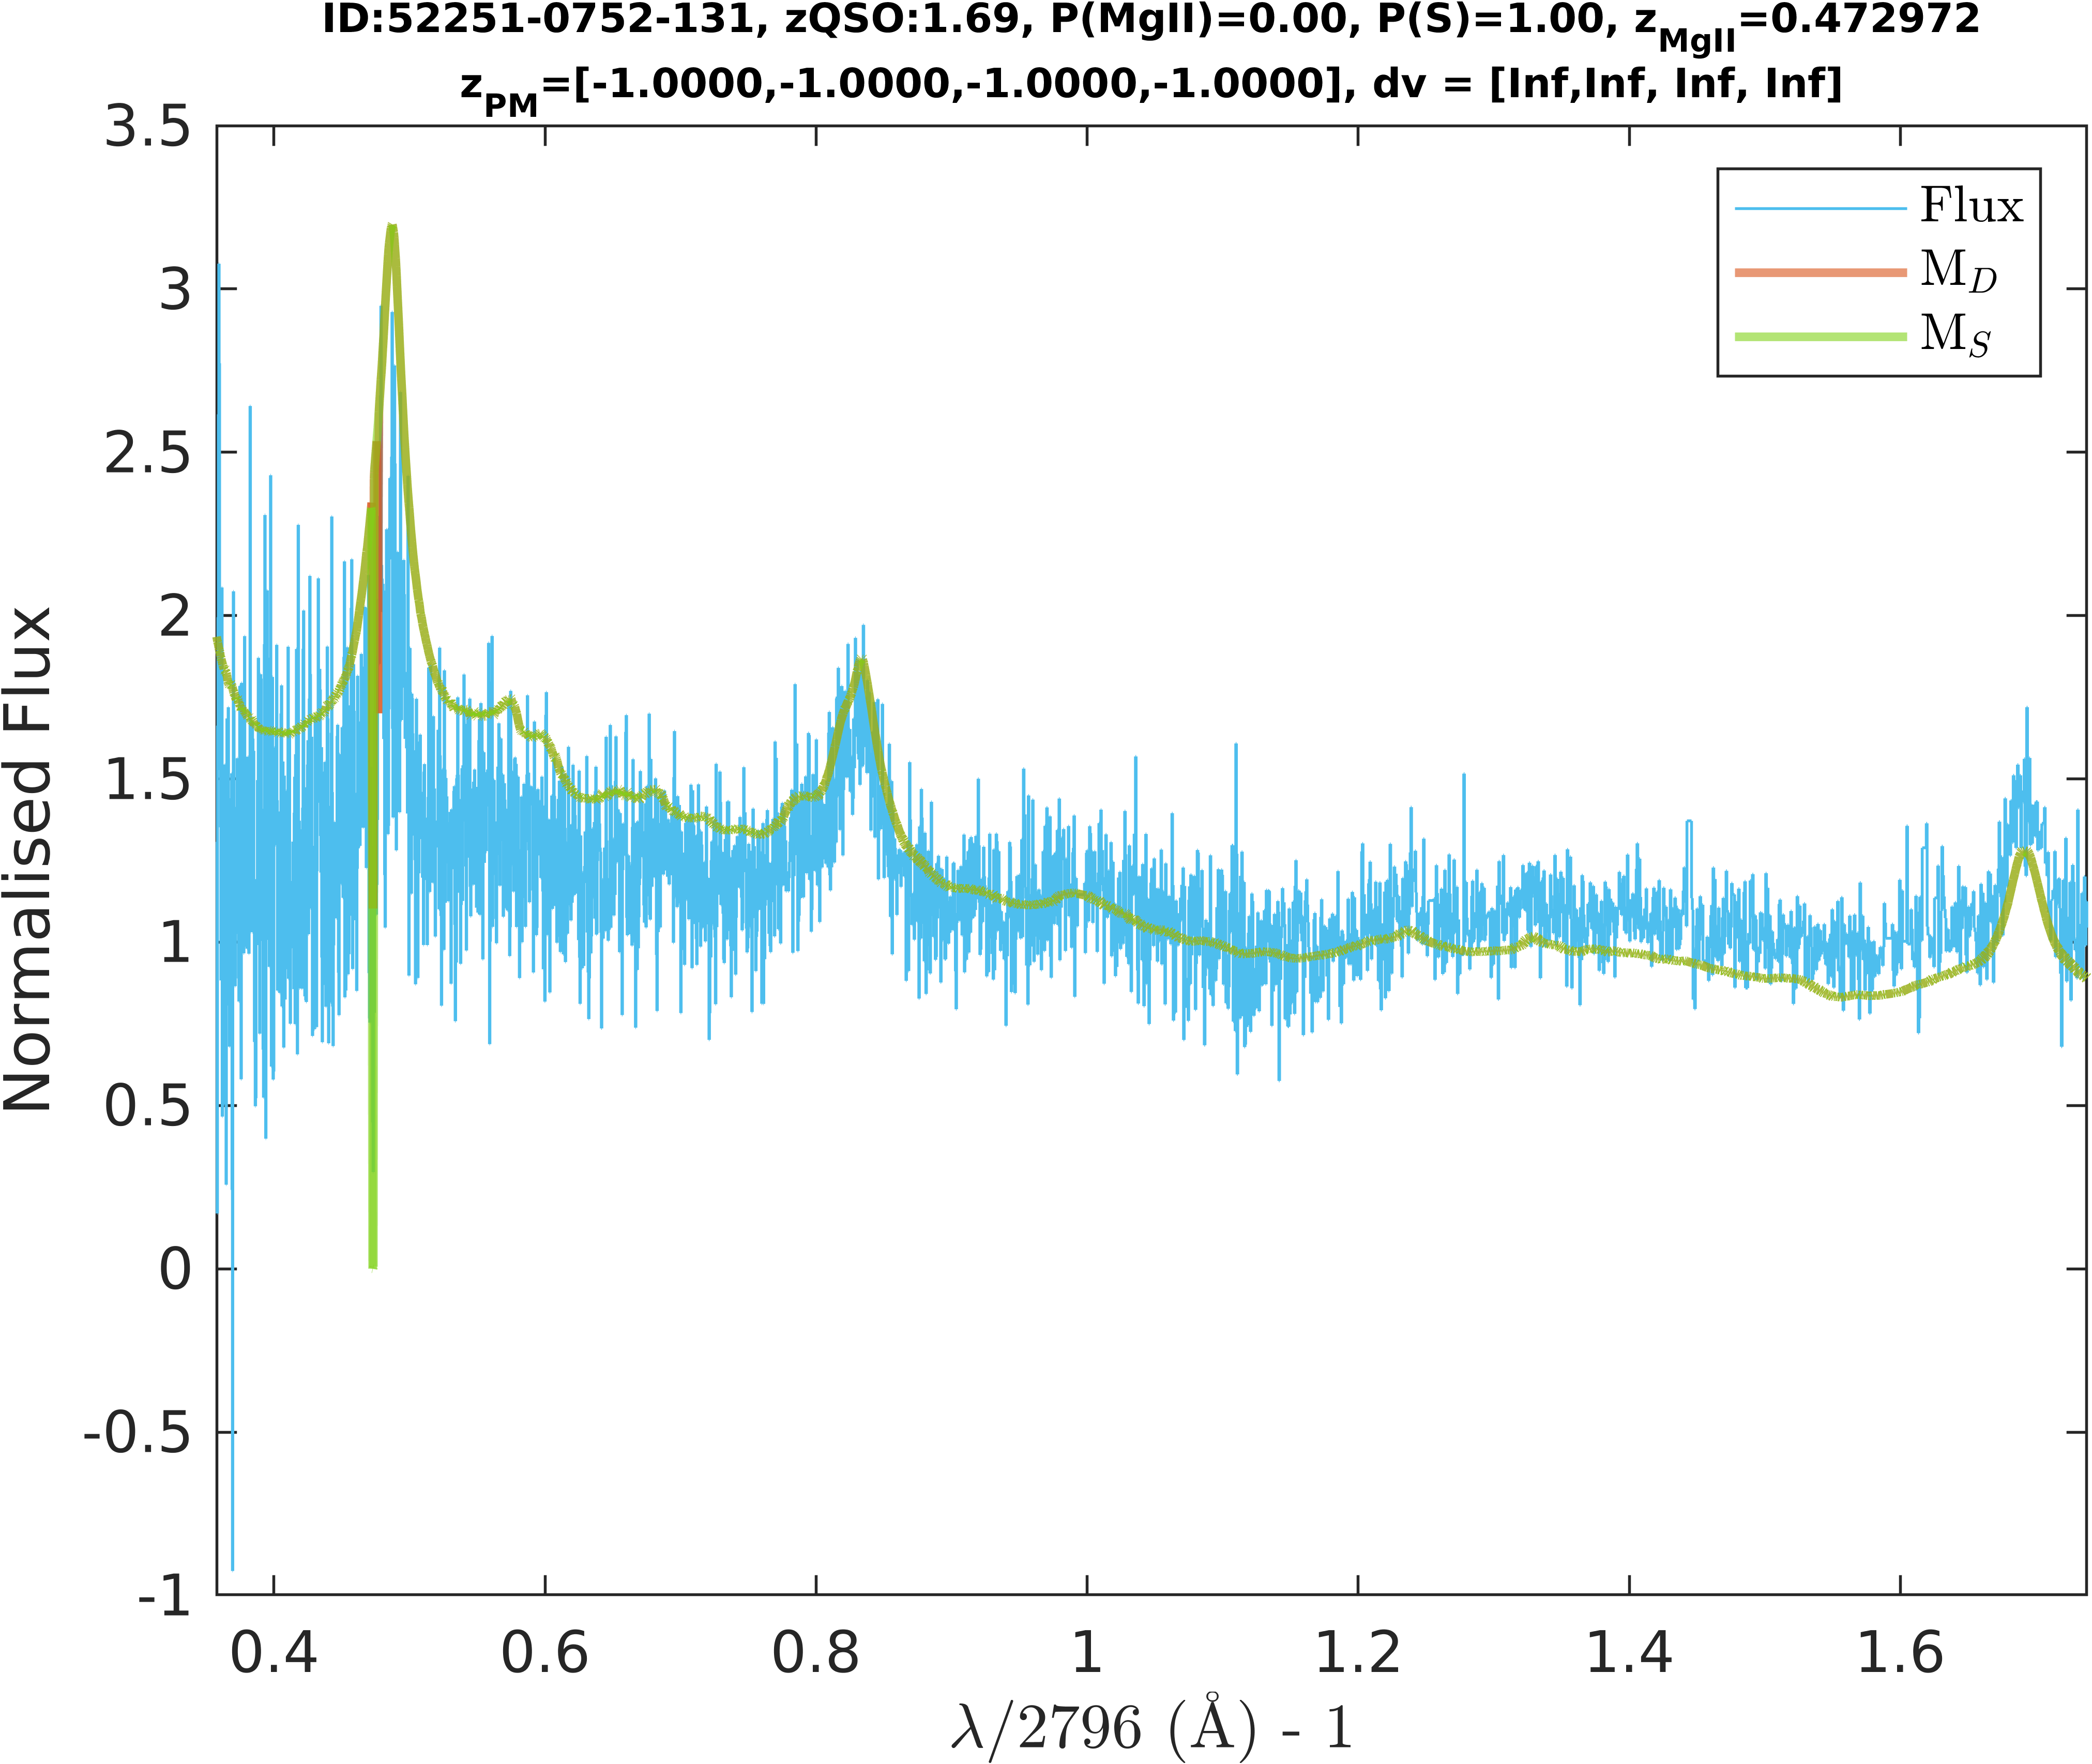 ID:52251-0752-131, zQSO:1.69, P(MgII)=0.00, P(S)=1.00, zMgII=0.472972
zPM=[-1.0000,-1.0000,-1.0000,-1.0000], dv = [Inf,Inf, Inf, Inf]
3.5
3
2.5
2
1.5
1
0.5
0
-0.5
-1
Normalised Flux
Flux
MD
MS
0.4 0.6 0.8 1 1.2 1.4 1.6
λ/2796 (Å) - 1